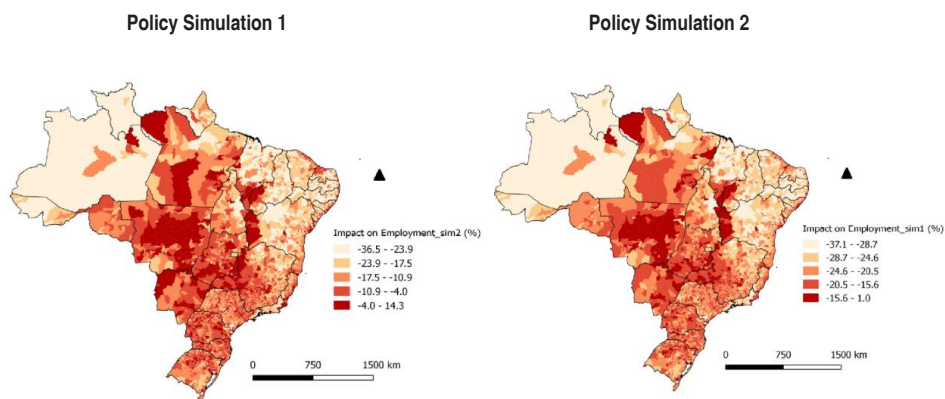 Policy Simulation 1
Policy Simulation 2
Impact on Employment_sim2 (%)
-36.5 - -23.9
-23.9 - -17.5
-17.5 - -10.9
-10.9 - -4.0
-4.0 - 14.3
0 750 1500 km
Impact on Employment_sim1 (%)
-37.1 - -28.7
-28.7 - -24.6
-24.6 - -20.5
-20.5 - -15.6
-15.6 - 1.0
0 750 1500 km